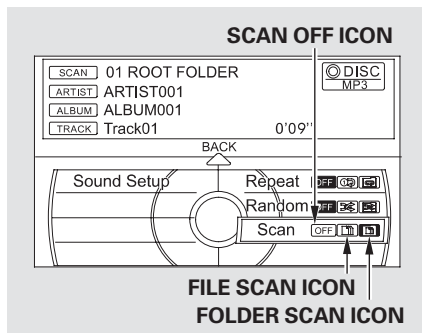 SCAN OFF ICON
SCAN 01 ROOT FOLDER
DISC
MP3
ARTIST ARTIST001
ALBUM ALBUM001
TRACK Track01 0'09"
BACK
Sound Setup Repeat OFF
Random OFF
Scan OFF
FILE SCAN ICON
FOLDER SCAN ICON